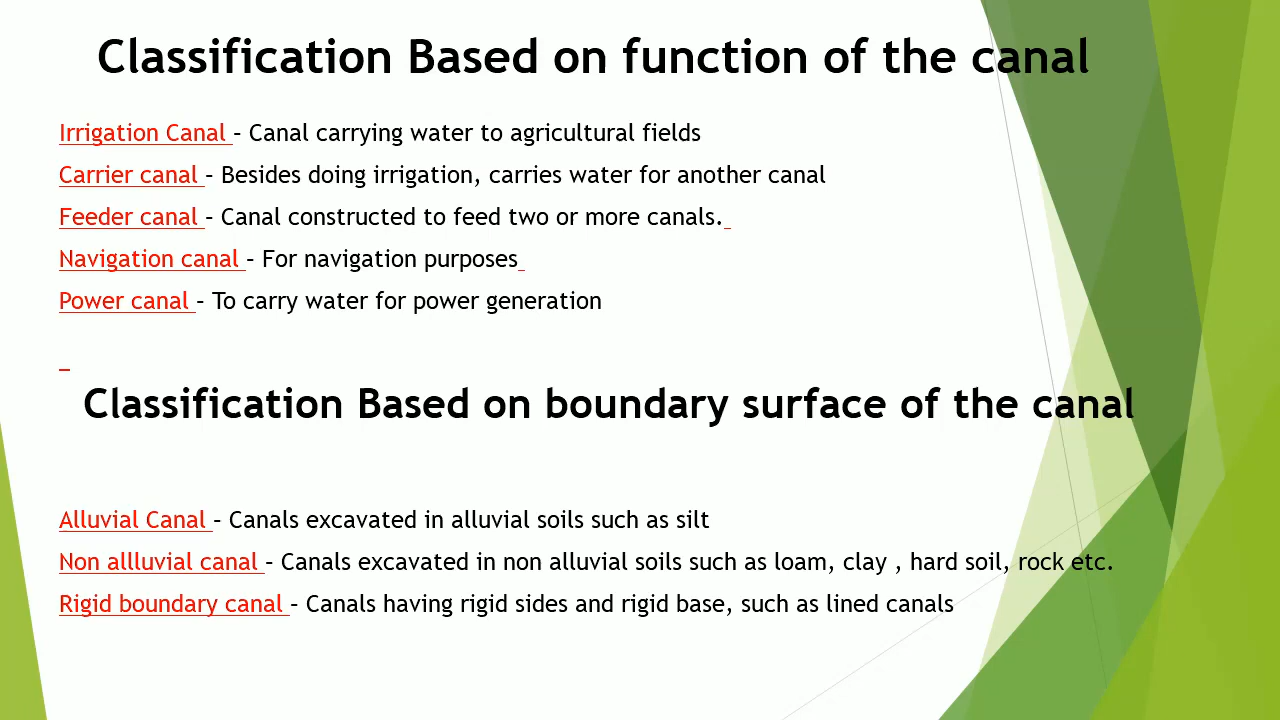 Classification Based on function of the canal
Irrigation Canal – Canal carrying water to agricultural fields
Carrier canal – Besides doing irrigation, carries water for another canal
Feeder canal – Canal constructed to feed two or more canals.
Navigation canal – For navigation purposes
Power canal – To carry water for power generation
Classification Based on boundary surface of the canal
Alluvial Canal – Canals excavated in alluvial soils such as silt
Non allluvial canal – Canals excavated in non alluvial soils such as loam, clay , hard soil, rock etc.
Rigid boundary canal – Canals having rigid sides and rigid base, such as lined canals